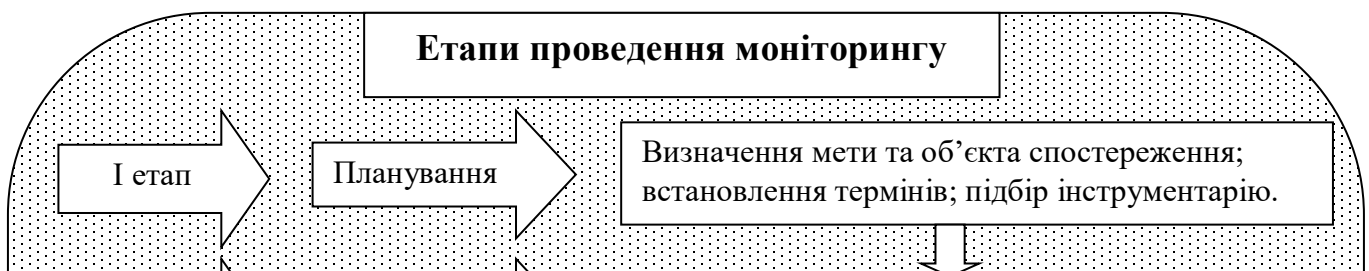 Етапи проведення моніторингу
І етап
Планування
Визначення мети та об’єкта спостереження;
встановлення термінів; підбір інструментарію.